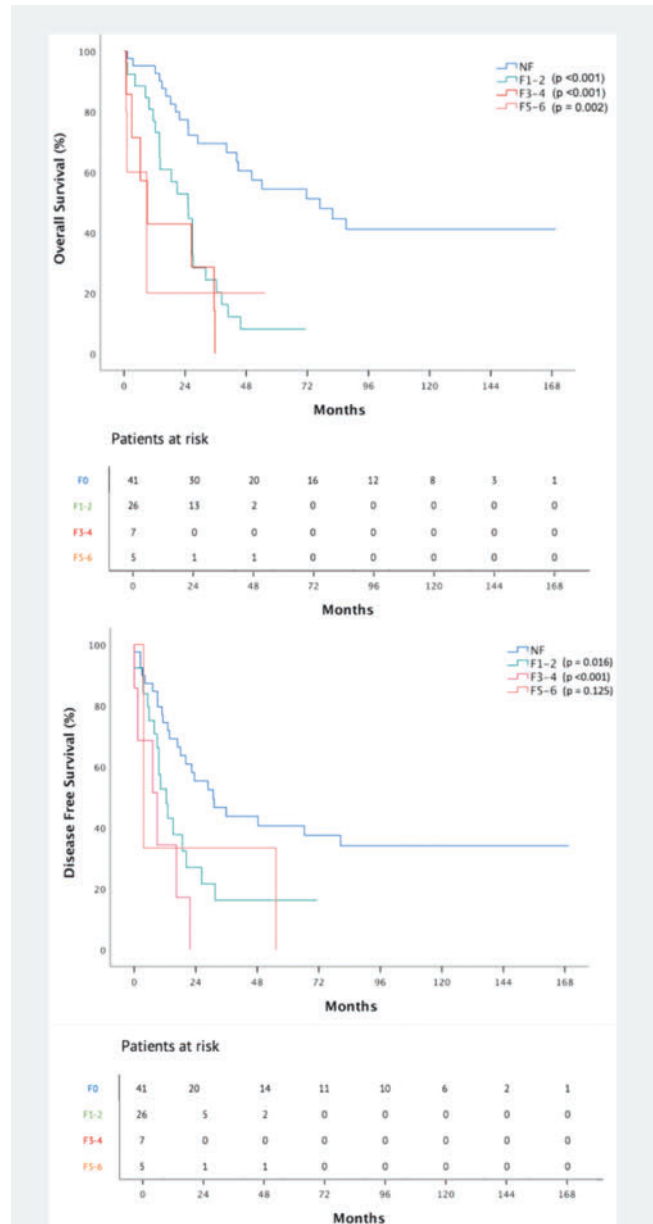 100
80
60
40
20
0
Overall Survival (%)
NF
F1-2 (p <0.001)
F3-4 (p <0.001)
F5-6 (p = 0.002)
0 24 48 72 96 120 144 168
Months
Patients at risk
F0 41 30 20 16 12 8 3 1
F1-2 26 13 2 0 0 0 0 0
F3-4 7 0 0 0 0 0 0 0
F5-6 5 1 1 0 0 0 0 0
0 24 48 72 96 120 144 168
Months
100
80
60
40
20
0
Disease Free Survival (%)
NF
F1-2 (p = 0.016)
F3-4 (p <0.001)
F5-6 (p = 0.125)
0 24 48 72 96 120 144 168
Months
Patients at risk
F0 41 20 14 11 10 6 2 1
F1-2 26 5 2 0 0 0 0 0
F3-4 7 0 0 0 0 0 0 0
F5-6 5 1 1 0 0 0 0 0
0 24 48 72 96 120 144 168
Months